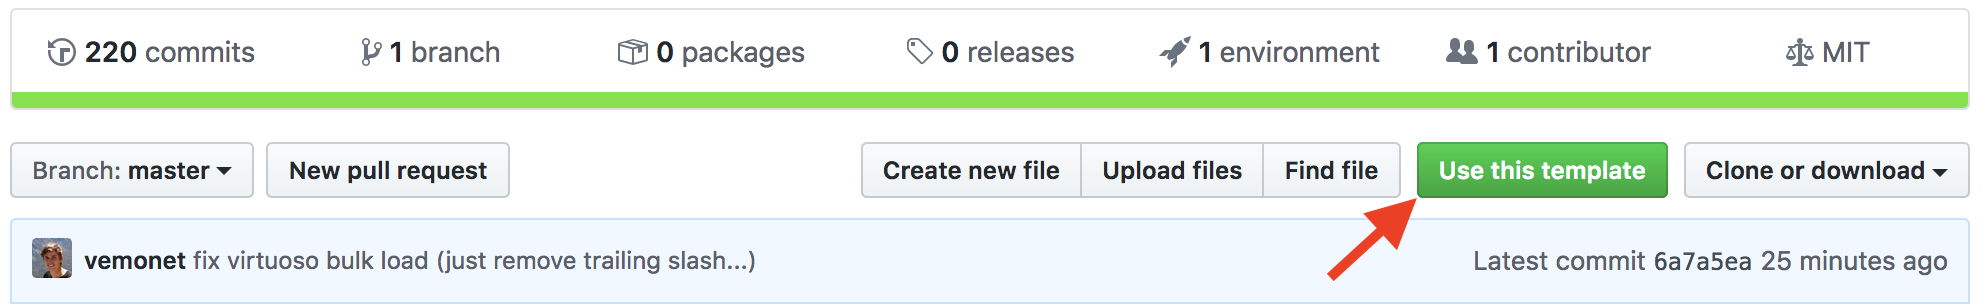 220 commits 1 branch 0 packages 0 releases 1 environment 1 contributor MIT
Branch: master New pull request Create new file Upload files Find file Use this template Clone or download
vemonet fix virtuoso bulk load (just remove trailing slash...) Latest commit 6a7a5ea 25 minutes ago